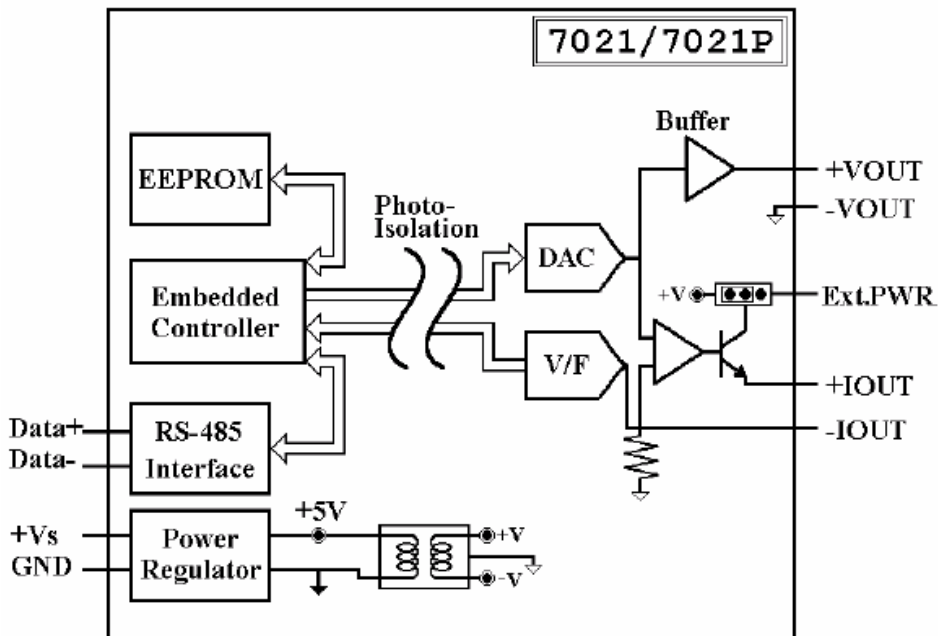 7021/7021P
Buffer
EEPROM
+VOUT
-VOUT
Photo-
Isolation
DAC
Embedded
Controller
+V
Ext.PWR
V/F
+IOUT
-IOUT
Data+
Data-
RS-485
Interface
+Vs
GND
Power
Regulator
+5V
+V
-V